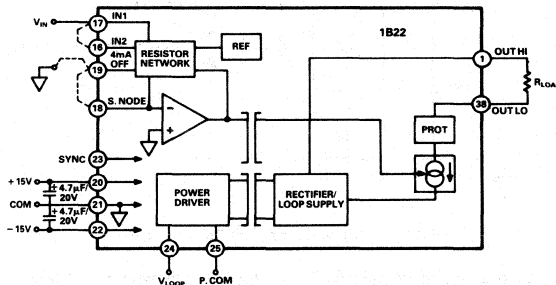 1B22
V_IN
17
IN1
16
IN2
4mA
19
OFF
18
S. NODE
RESISTOR
NETWORK
REF
−
+
1
OUT HI
R_LOA
38
OUT LO
PROT
SYNC
23
+15V
20
+ 4.7μF/
20V
COM
21
+ 4.7μF/
20V
−15V
22
POWER
DRIVER
RECTIFIER/
LOOP SUPPLY
24
25
V_LOOP
P. COM